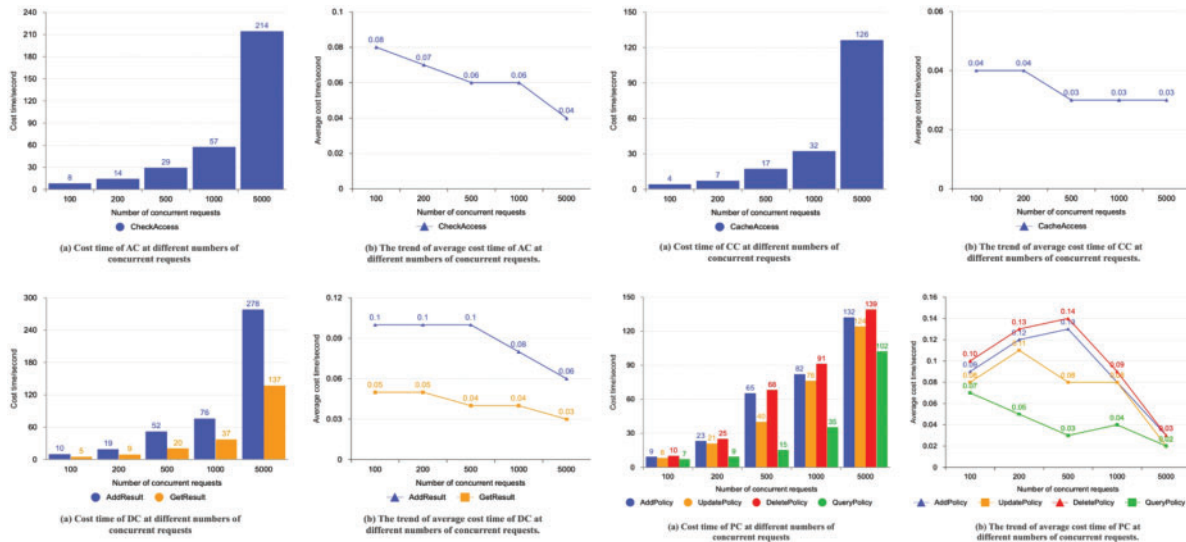 240
210
180
150
120
90
60
30
0
Cost time/second
8
14
29
57
214
100 200 500 1000 5000
Number of concurrent requests
CheckAccess
(a) Cost time of AC at different numbers of
concurrent requests
0.1
0.08
0.06
0.04
0.02
0
Average cost time/second
0.08
0.07
0.06
0.06
0.04
100 200 500 1000 5000
Number of concurrent requests
CheckAccess
(b) The trend of average cost time of AC at
different numbers of concurrent requests.
150
120
90
60
30
0
Cost time/second
4
7
17
32
126
100 200 500 1000 5000
Number of concurrent requests
CacheAccess
(a) Cost time of CC at different numbers of
concurrent requests
0.06
0.04
0.02
0
Average cost time/second
0.04
0.04
0.03
0.03
0.03
100 200 500 1000 5000
Number of concurrent requests
CacheAccess
(b) The trend of average cost time of CC at
different numbers of concurrent requests.
300
240
180
120
60
0
Cost time/second
10
5
19
9
52
20
76
37
278
137
100 200 500 1000 5000
Number of concurrent requests
AddResult GetResult
(a) Cost time of DC at different numbers of
concurrent requests
0.12
0.09
0.06
0.03
0
Average cost time/second
0.1
0.1
0.1
0.08
0.06
0.05
0.05
0.04
0.04
0.03
100 200 500 1000 5000
Number of concurrent requests
AddResult GetResult
(b) The trend of average cost time of DC at
different numbers of concurrent requests.
150
120
90
60
30
0
Cost time/second
9
8
10
7
23
21
25
9
65
40
68
15
82
76
91
35
132
124
139
102
100 200 500 1000 5000
Number of concurrent requests
AddPolicy UpdatePolicy DeletePolicy QueryPolicy
(a) Cost time of PC at different numbers of
concurrent requests
0.16
0.14
0.12
0.1
0.08
0.06
0.04
0.02
0
Average cost time/second
0.10
0.09
0.08
0.07
0.13
0.12
0.11
0.05
0.14
0.13
0.08
0.03
0.09
0.08
0.04
0.03
0.02
100 200 500 1000 5000
Number of concurrent requests
AddPolicy UpdatePolicy DeletePolicy QueryPolicy
(b) The trend of average cost time of PC at
different numbers of concurrent requests.